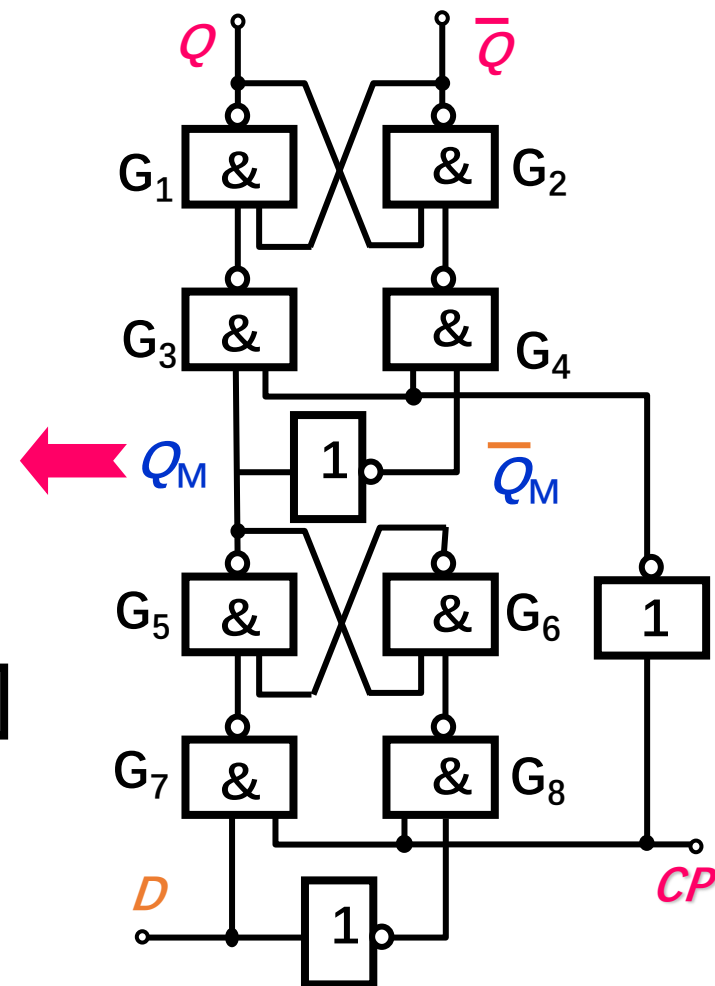 Q Q̅
G1 & & G2
G3 & & G4
QM 1 Q̅M
G5 & & G6 1
G7 & & G8
D 1 CP